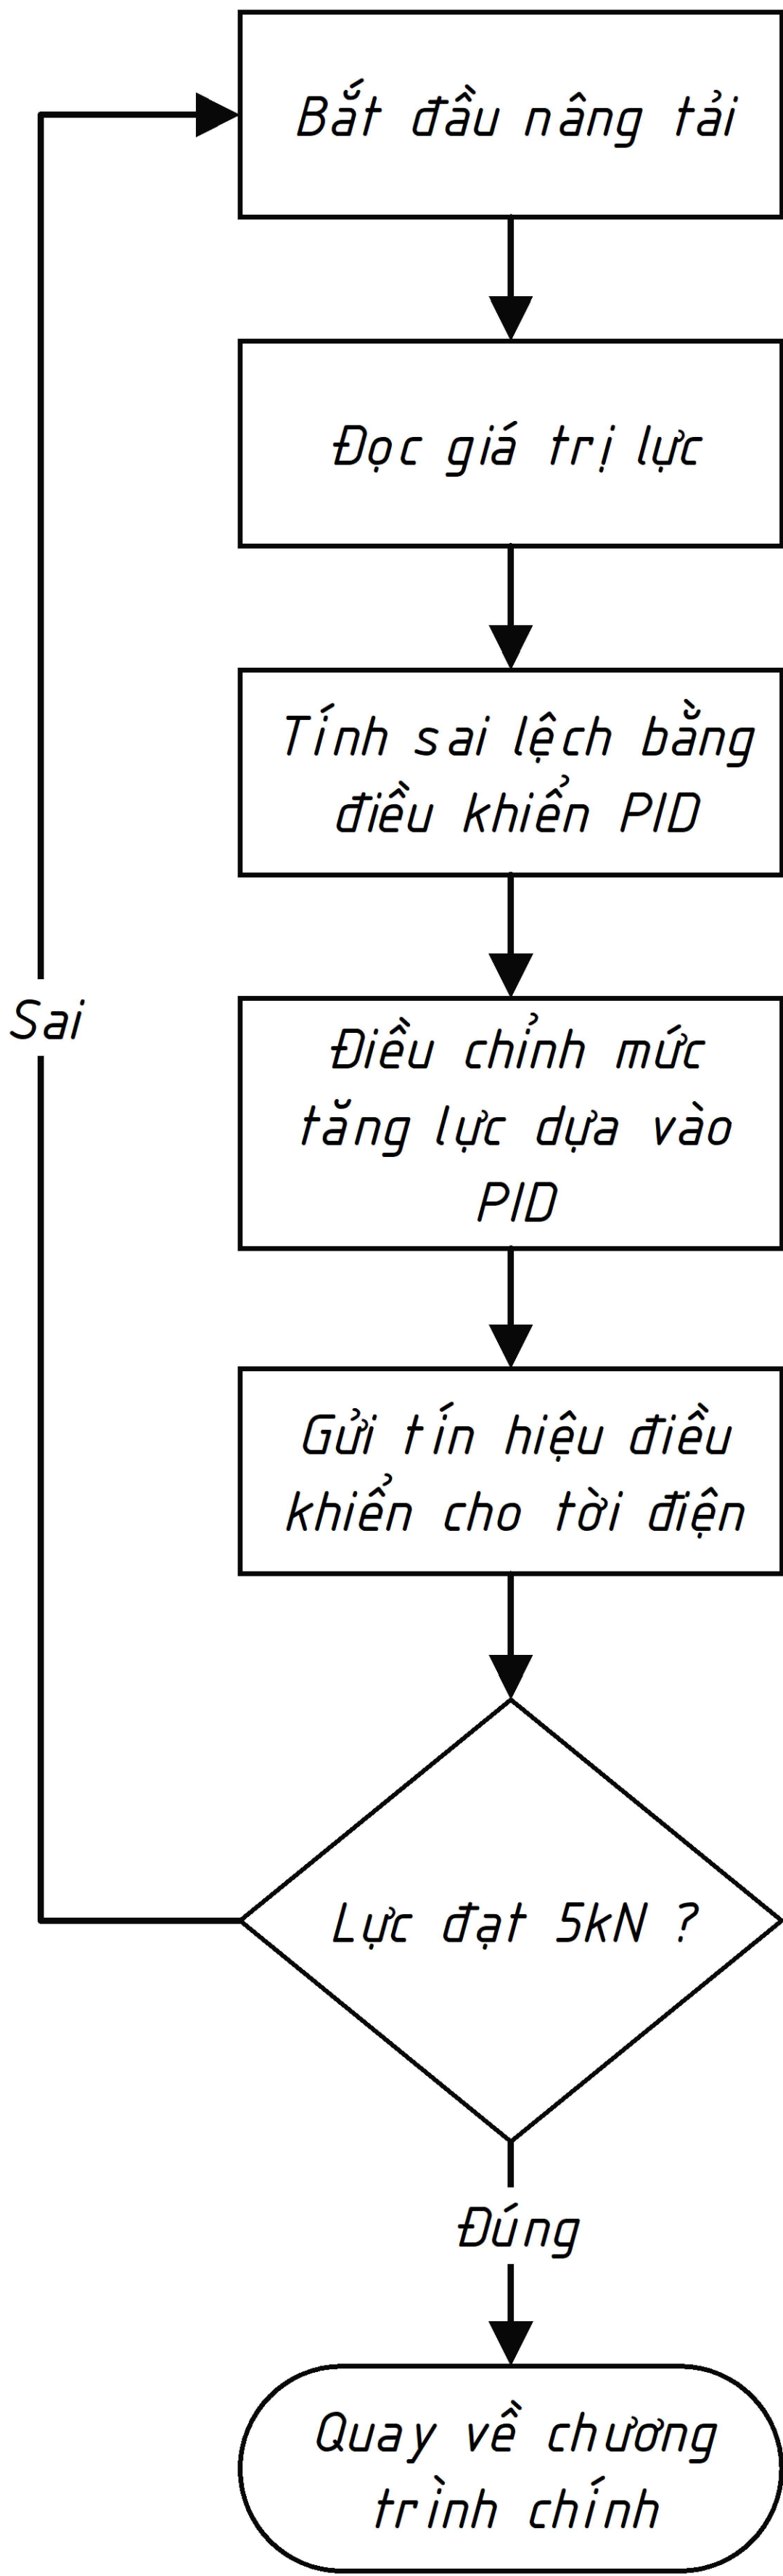 Bắt đầu nâng tải
Đọc giá trị lực
Tính sai lệch bằng
điều khiển PID
Điều chỉnh mức
tăng lực dựa vào
PID
Gửi tín hiệu điều
khiển cho tời điện
Lực đạt 5kN ?
Sai
Đúng
Quay về chương
trình chính